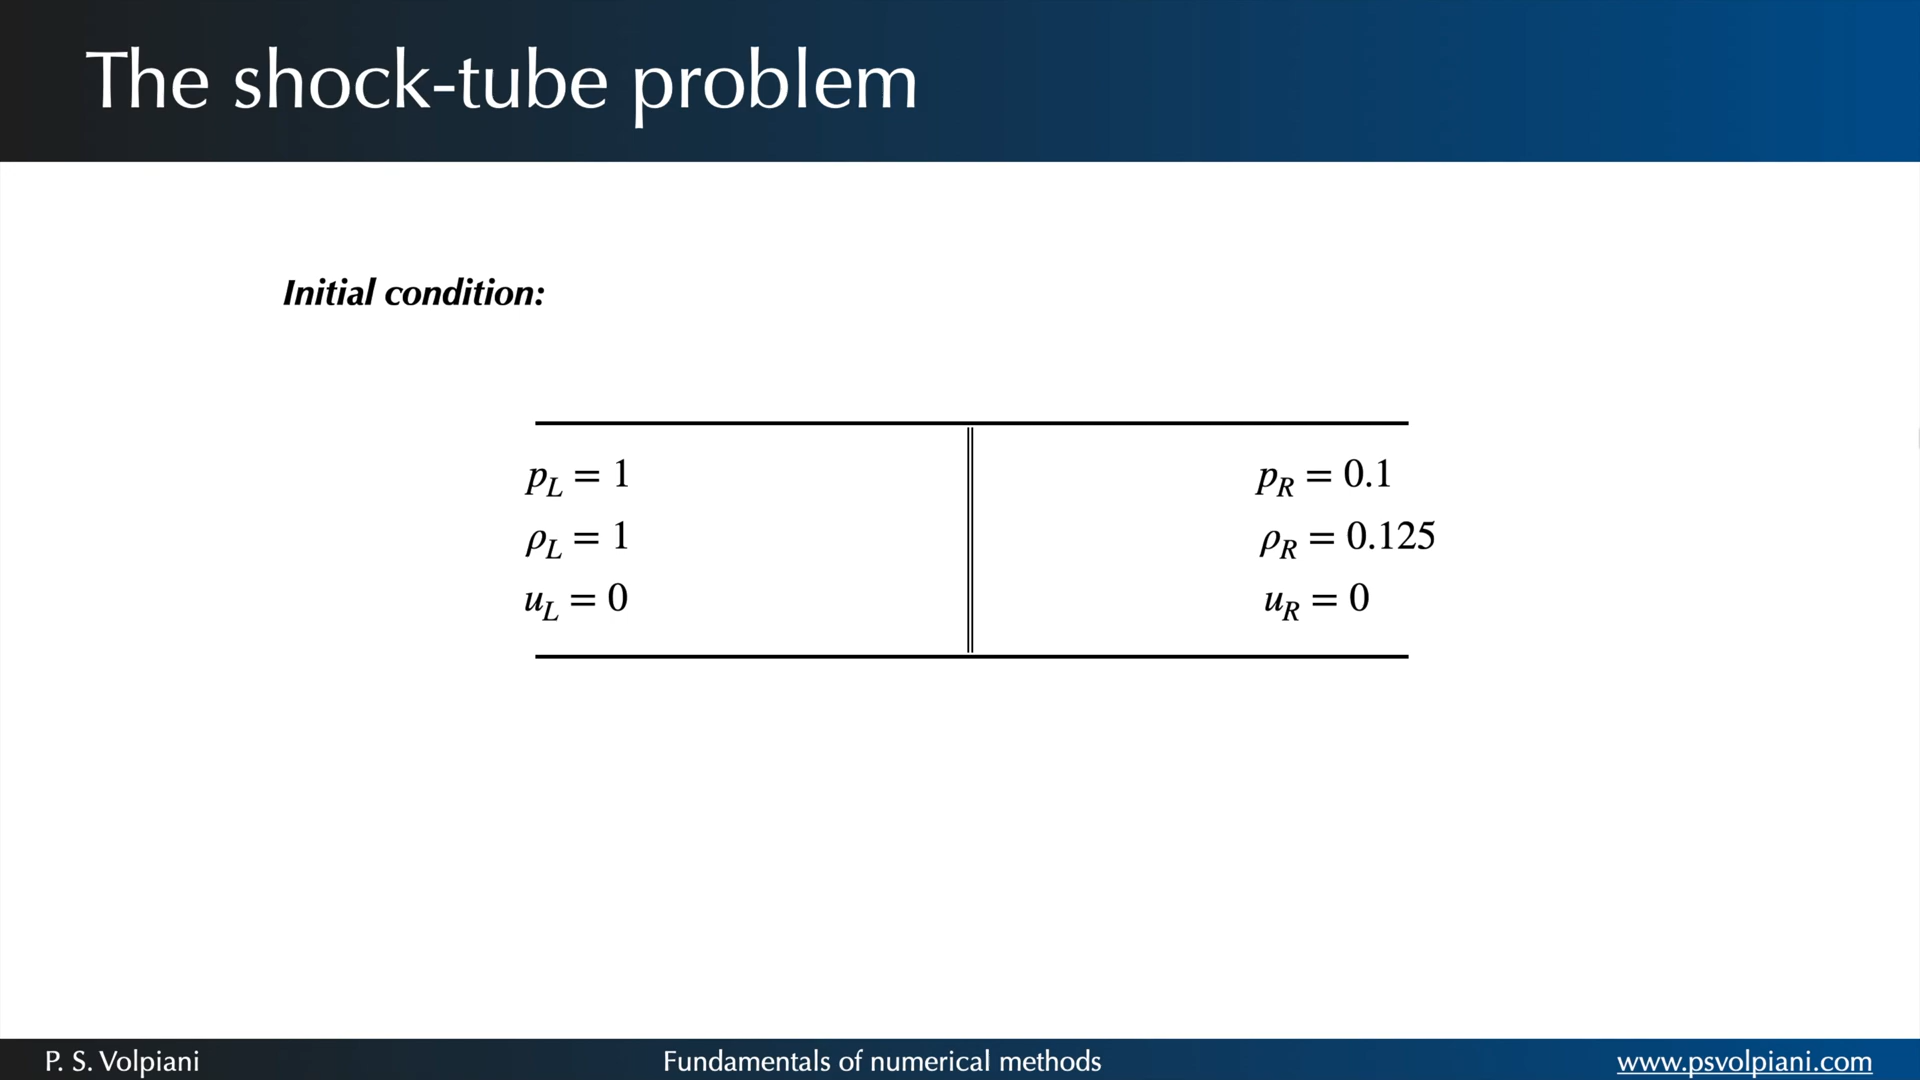 The shock-tube problem
Initial condition:
p_L = 1
ρ_L = 1
u_L = 0
p_R = 0.1
ρ_R = 0.125
u_R = 0
P. S. Volpiani
Fundamentals of numerical methods
www.psvolpiani.com